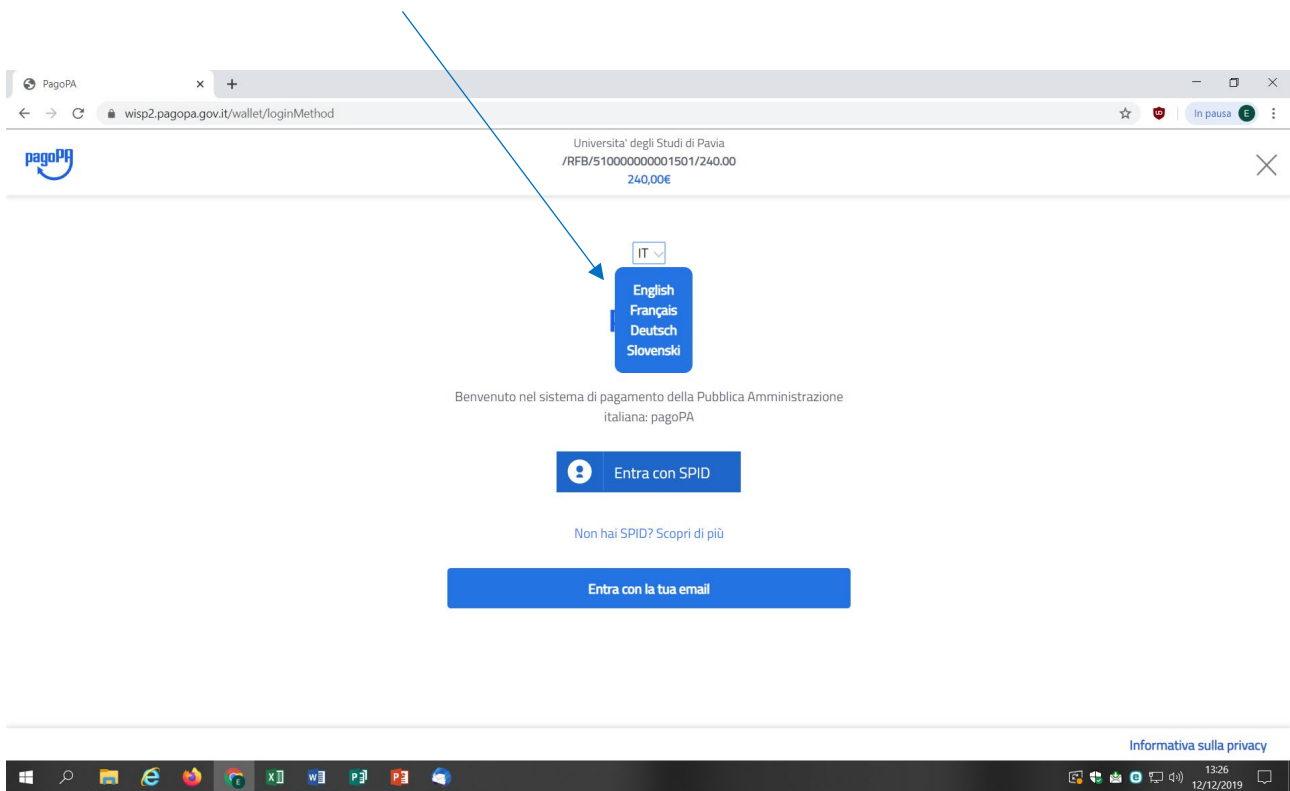 PagoPA
wisp2.pagopa.gov.it/wallet/loginMethod
In pausa E
pagoPA
Universita' degli Studi di Pavia
/RFB/510000000001501/240.00
240,00€
IT
English
Français
Deutsch
Slovenski
Benvenuto nel sistema di pagamento della Pubblica Amministrazione
italiana: pagoPA
Entra con SPID
Non hai SPID? Scopri di più
Entra con la tua email
Informativa sulla privacy
13:26
12/12/2019